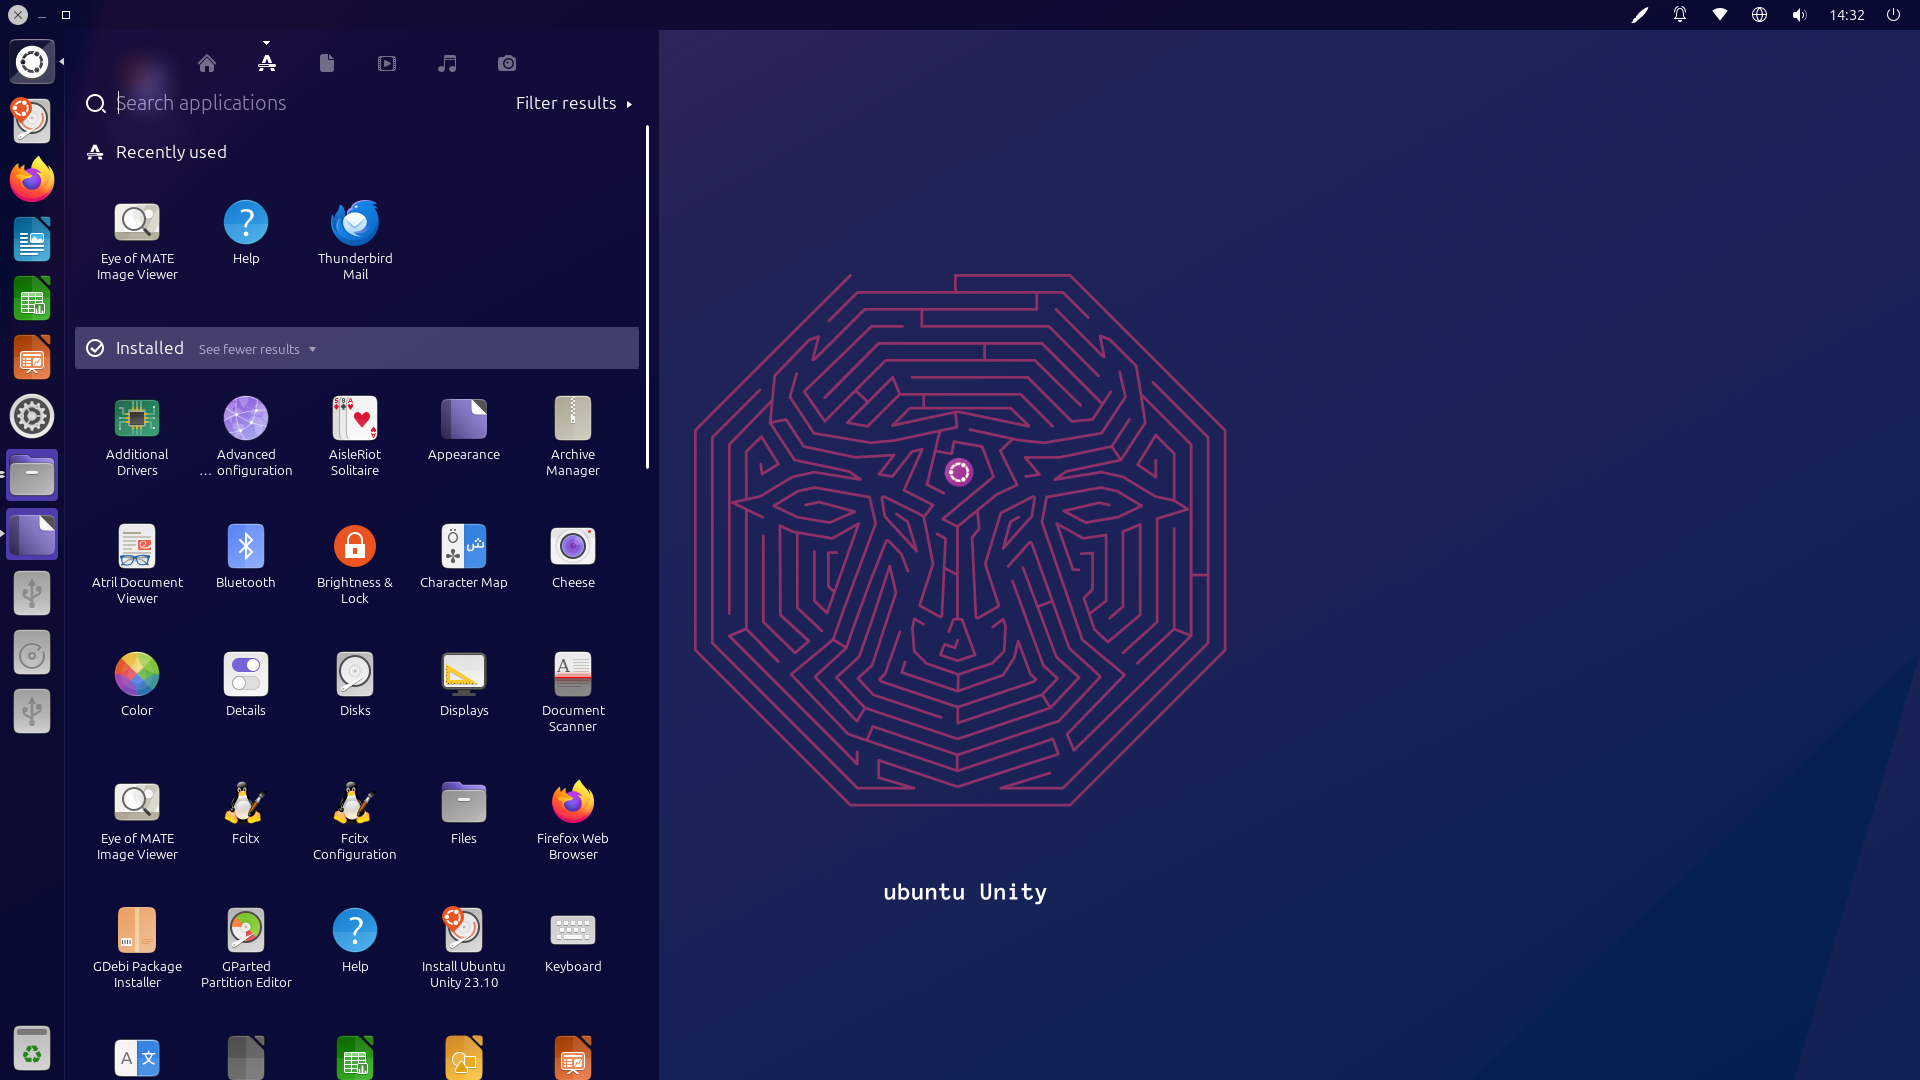 14:32
Search applications
Filter results
Recently used
Eye of MATE
Image Viewer
Help
Thunderbird
Mail
Installed
See fewer results
Additional
Drivers
Advanced
… onfiguration
AisleRiot
Solitaire
Appearance
Archive
Manager
Atril Document
Viewer
Bluetooth
Brightness &
Lock
Character Map
Cheese
Color
Details
Disks
Displays
Document
Scanner
Eye of MATE
Image Viewer
Fcitx
Fcitx
Configuration
Files
Firefox Web
Browser
GDebi Package
Installer
GParted
Partition Editor
Help
Install Ubuntu
Unity 23.10
Keyboard
A 文
ubuntu Unity